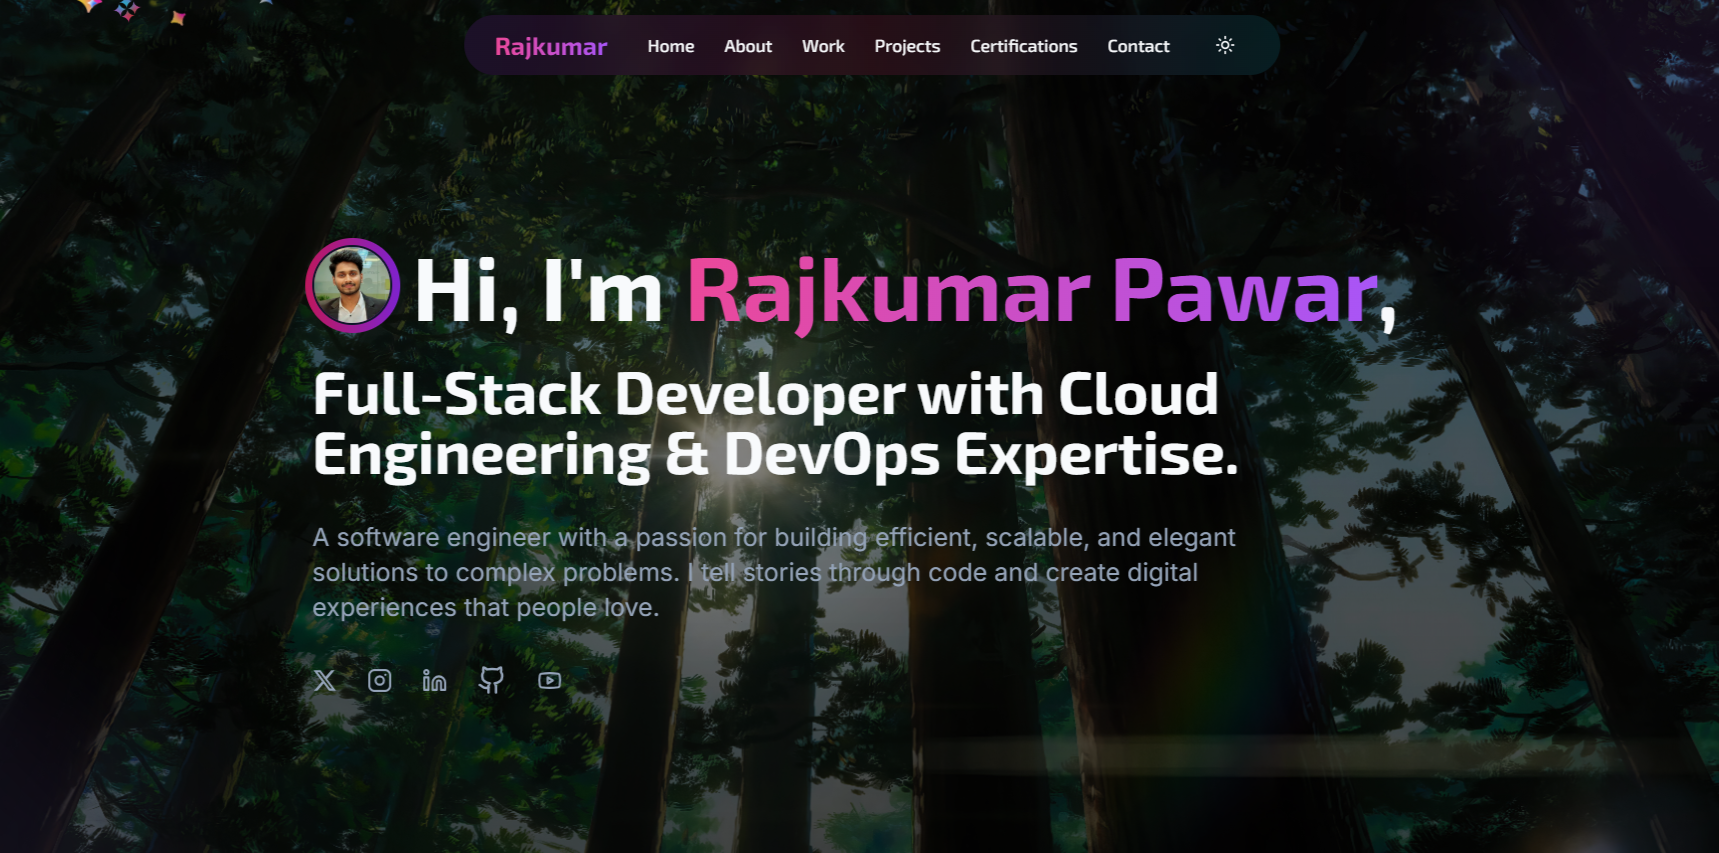 Rajkumar Home About Work Projects Certifications Contact
Hi, I'm Rajkumar Pawar,
Full-Stack Developer with Cloud
Engineering & DevOps Expertise.
A software engineer with a passion for building efficient, scalable, and elegant
solutions to complex problems. I tell stories through code and create digital
experiences that people love.